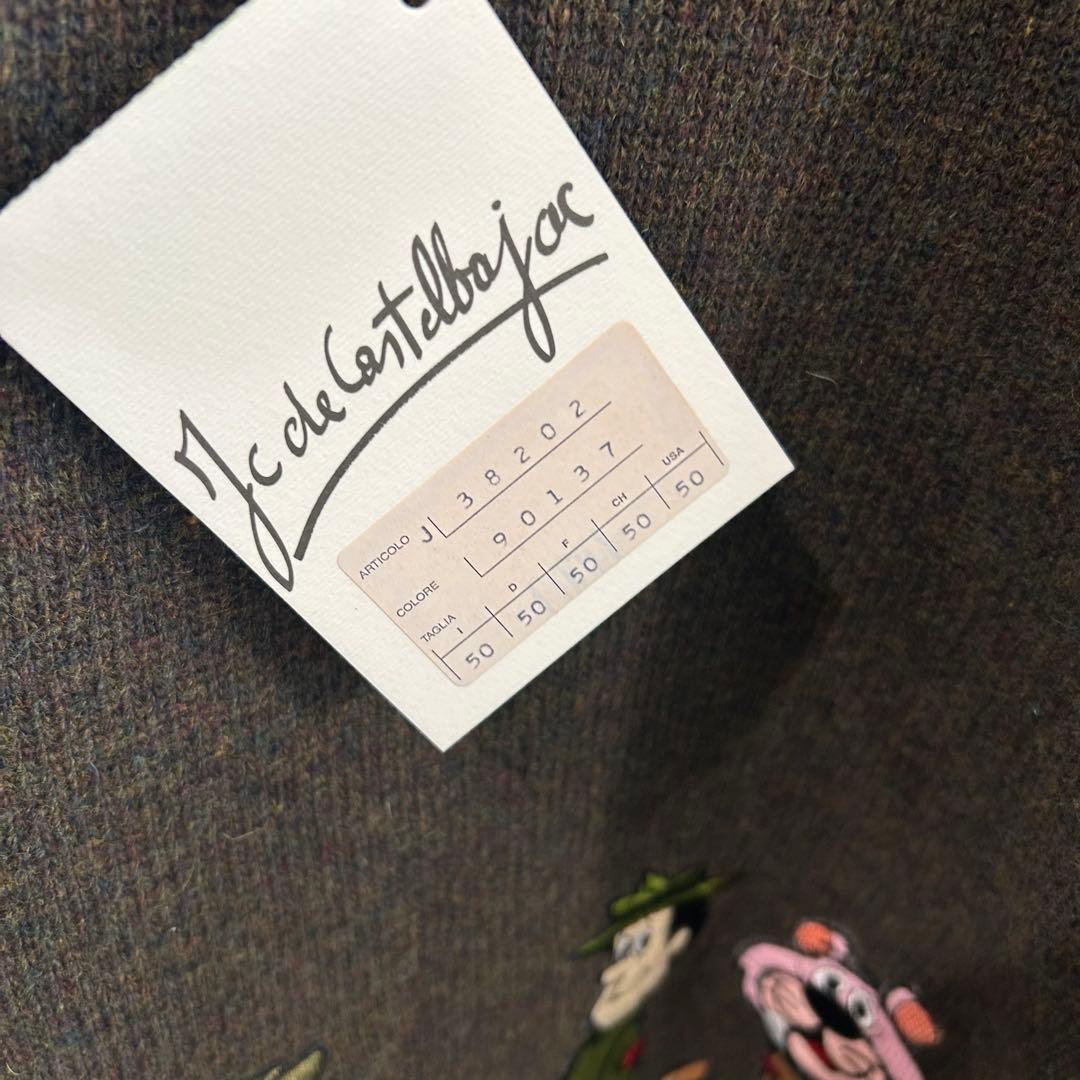 JC de Castelbajac
ARTICOLO J 38202
COLORE 90137
TAGLIA I D F CH USA
50 50 50 50 50